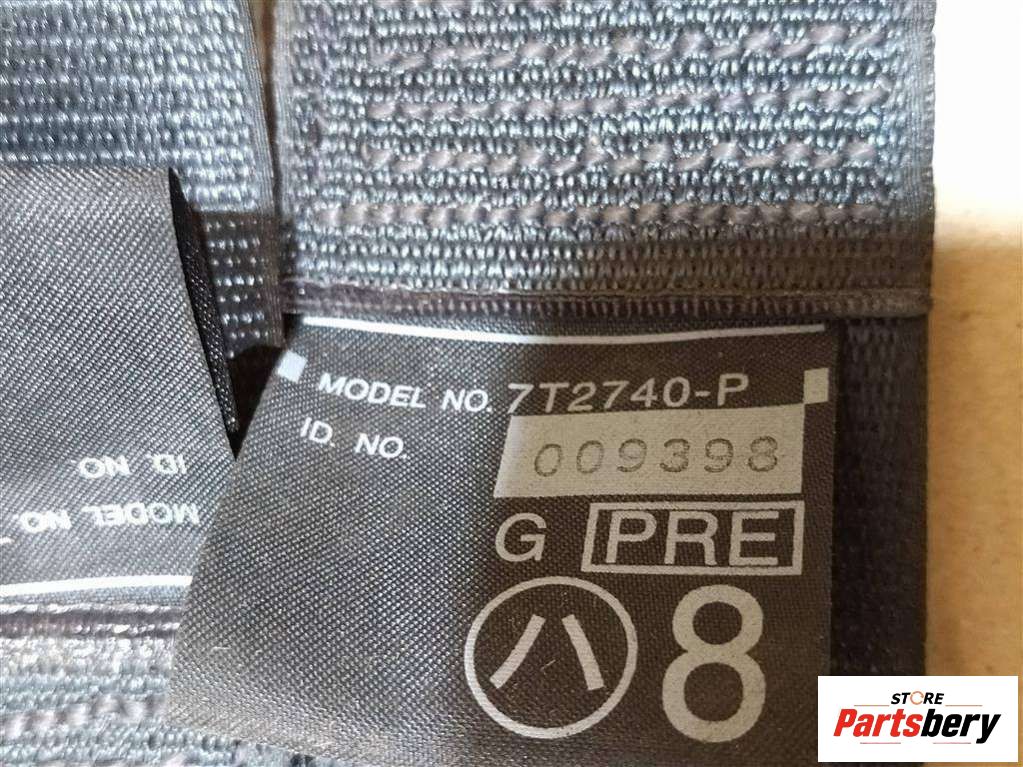 MODEL NO. 7T2740-P
ID. NO. 009398
G PRE
ハ 8
ID. NO
MODEL NO
STORE
Partsbery